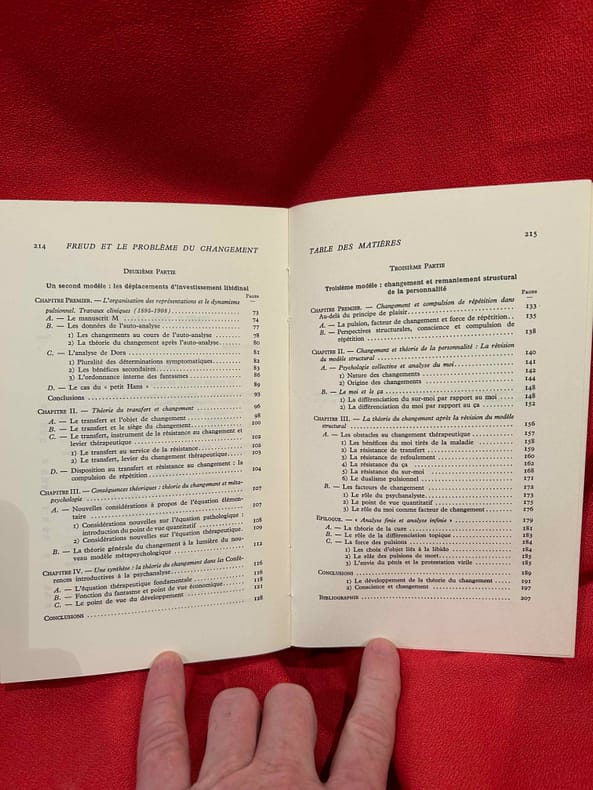 214 FREUD ET LE PROBLÈME DU CHANGEMENT
DEUXIÈME PARTIE
Un second modèle : les déplacements d'investissement libidinal
Pages
CHAPITRE PREMIER. — L'organisation des représentations et le dynamisme
pulsionnel. Travaux cliniques (1895-1908) 73
A. — Le manuscrit M 74
B. — Les données de l'auto-analyse 77
1) Les changements au cours de l'auto-analyse 78
2) La théorie du changement après l'auto-analyse 80
C. — L'analyse de Dora 81
1) Pluralité des déterminations symptomatiques 82
2) Les bénéfices secondaires 83
3) L'ordonnance interne des fantasmes 86
D. — Le cas du « petit Hans » 89
Conclusions 93
CHAPITRE II. — Théorie du transfert et changement 96
A. — Le transfert et l'objet de changement 98
B. — Le transfert et le siège du changement 100
C. — Le transfert, instrument de la résistance au changement et
levier thérapeutique 102
1) Le transfert au service de la résistance 102
2) Le transfert, levier du changement thérapeutique 103
D. — Disposition au transfert et résistance au changement : la
compulsion de répétition 104
CHAPITRE III. — Conséquences théoriques : théorie du changement et méta-
psychologie 107
A. — Nouvelles considérations à propos de l'équation élémen-
taire 107
1) Considérations nouvelles sur l'équation pathologique :
introduction du point de vue quantitatif 108
2) Considérations nouvelles sur l'équation thérapeutique. 109
B. — La théorie générale du changement à la lumière du nou-
veau modèle métapsychologique 112
CHAPITRE IV. — Une synthèse : la théorie du changement dans les Confé-
rences introductives à la psychanalyse 116
A. — L'équation thérapeutique fondamentale 116
B. — Fonction du fantasme et point de vue économique 118
C. — Le point de vue du développement 121
CONCLUSIONS 128
TABLE DES MATIÈRES 215
TROISIÈME PARTIE
Troisième modèle : changement et remaniement structural
de la personnalité
Pages
CHAPITRE PREMIER. — Changement et compulsion de répétition dans
Au-delà du principe de plaisir 133
A. — La pulsion, facteur de changement et force de répétition. 135
B. — Perspectives structurales, conscience et compulsion de
répétition 138
CHAPITRE II. — Changement et théorie de la personnalité : La révision
du modèle structural 140
A. — Psychologie collective et analyse du moi 141
1) Nature des changements 142
2) Origine des changements 144
B. — Le moi et le ça 148
1) La différenciation du sur-moi par rapport au moi 148
2) La différenciation du moi par rapport au ça 152
CHAPITRE III. — La théorie du changement après la révision du modèle
structural 156
A. — Les obstacles au changement thérapeutique 157
1) Les bénéfices du moi tirés de la maladie 158
2) La résistance de transfert 159
3) La résistance de refoulement 160
4) La résistance du ça 162
5) La résistance du sur-moi 168
6) Le dualisme pulsionnel 171
B. — Les facteurs de changement 172
1) Le rôle du psychanalyste 173
2) Le point de vue quantitatif 175
3) Le rôle du moi comme facteur de changement 176
EPILOGUE. — « Analyse finie et analyse infinie » 179
A. — La théorie de la cure 181
B. — Le rôle de la différenciation topique 183
C. — La force des pulsions 184
1) Les choix d'objet liés à la libido 184
2) Le rôle des pulsions de mort 185
3) L'envie du pénis et la protestation virile 185
CONCLUSIONS 189
1) Le développement de la théorie du changement 191
2) Conscience et changement 197
BIBLIOGRAPHIE 207